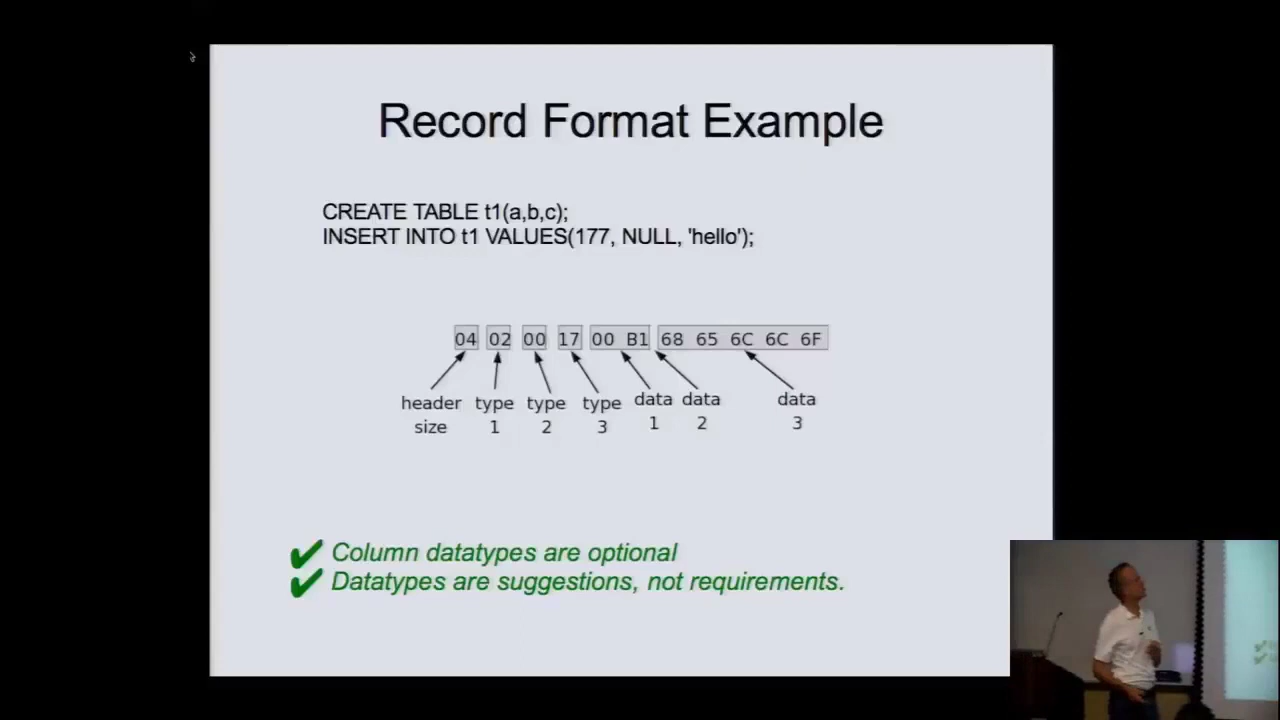 Record Format Example
CREATE TABLE t1(a,b,c);
INSERT INTO t1 VALUES(177, NULL, 'hello');
04 02 00 17 00 B1 68 65 6C 6C 6F
header type type type data data data
size 1 2 3 1 2 3
Column datatypes are optional
Datatypes are suggestions, not requirements.